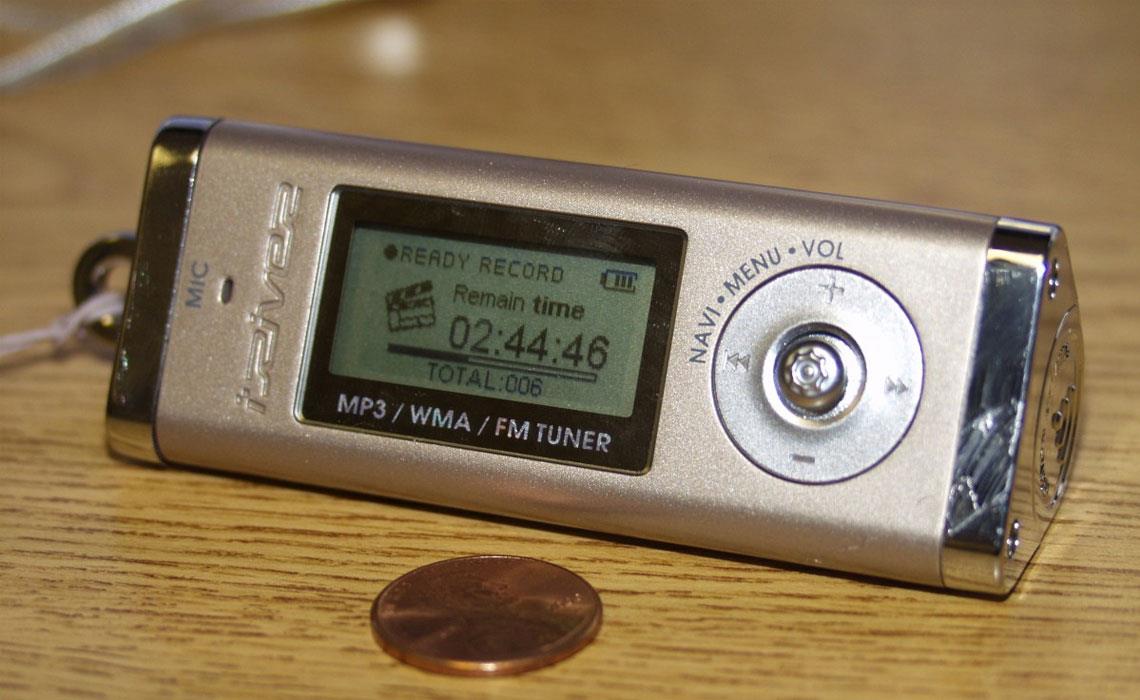 MIC
iRiver
●READY RECORD
Remain time
02:44:46
TOTAL:006
MP3 / WMA / FM TUNER
NAVI • MENU • VOL
+
−